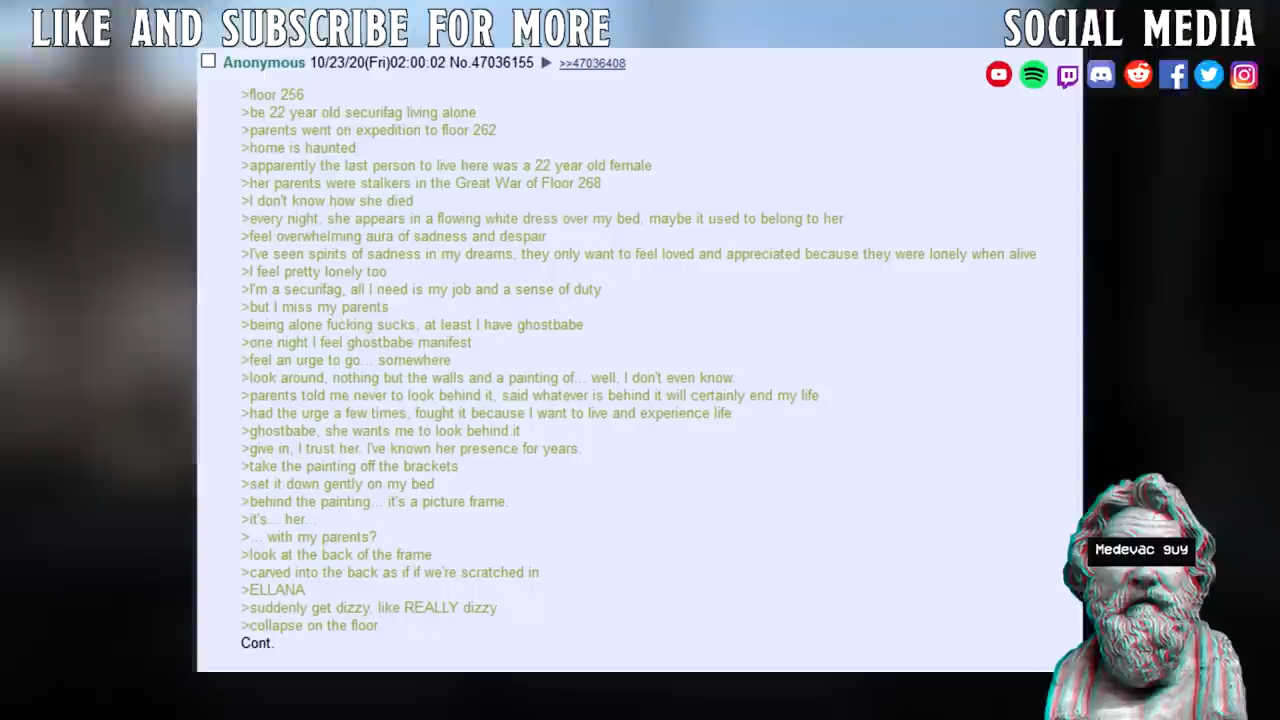 LIKE AND SUBSCRIBE FOR MORE
SOCIAL MEDIA
Anonymous 10/23/20(Fri)02:00:02 No.47036155 ▶ >>47036408
>floor 256
>be 22 year old securifag living alone
>parents went on expedition to floor 262
>home is haunted
>apparently the last person to live here was a 22 year old female
>her parents were stalkers in the Great War of Floor 268
>I don't know how she died
>every night, she appears in a flowing white dress over my bed, maybe it used to belong to her
>feel overwhelming aura of sadness and despair
>I've seen spirits of sadness in my dreams, they only want to feel loved and appreciated because they were lonely when alive
>I feel pretty lonely too
>I'm a securifag, all I need is my job and a sense of duty
>but I miss my parents
>being alone fucking sucks, at least I have ghostbabe
>one night I feel ghostbabe manifest
>feel an urge to go... somewhere
>look around, nothing but the walls and a painting of... well, I don't even know.
>parents told me never to look behind it, said whatever is behind it will certainly end my life
>had the urge a few times, fought it because I want to live and experience life
>ghostbabe, she wants me to look behind it
>give in, I trust her. I've known her presence for years.
>take the painting off the brackets
>set it down gently on my bed
>behind the painting... it's a picture frame.
>it's... her...
>... with my parents?
>look at the back of the frame
>carved into the back as if if we're scratched in
>ELLANA
>suddenly get dizzy, like REALLY dizzy
>collapse on the floor
Cont.
Medevac guy